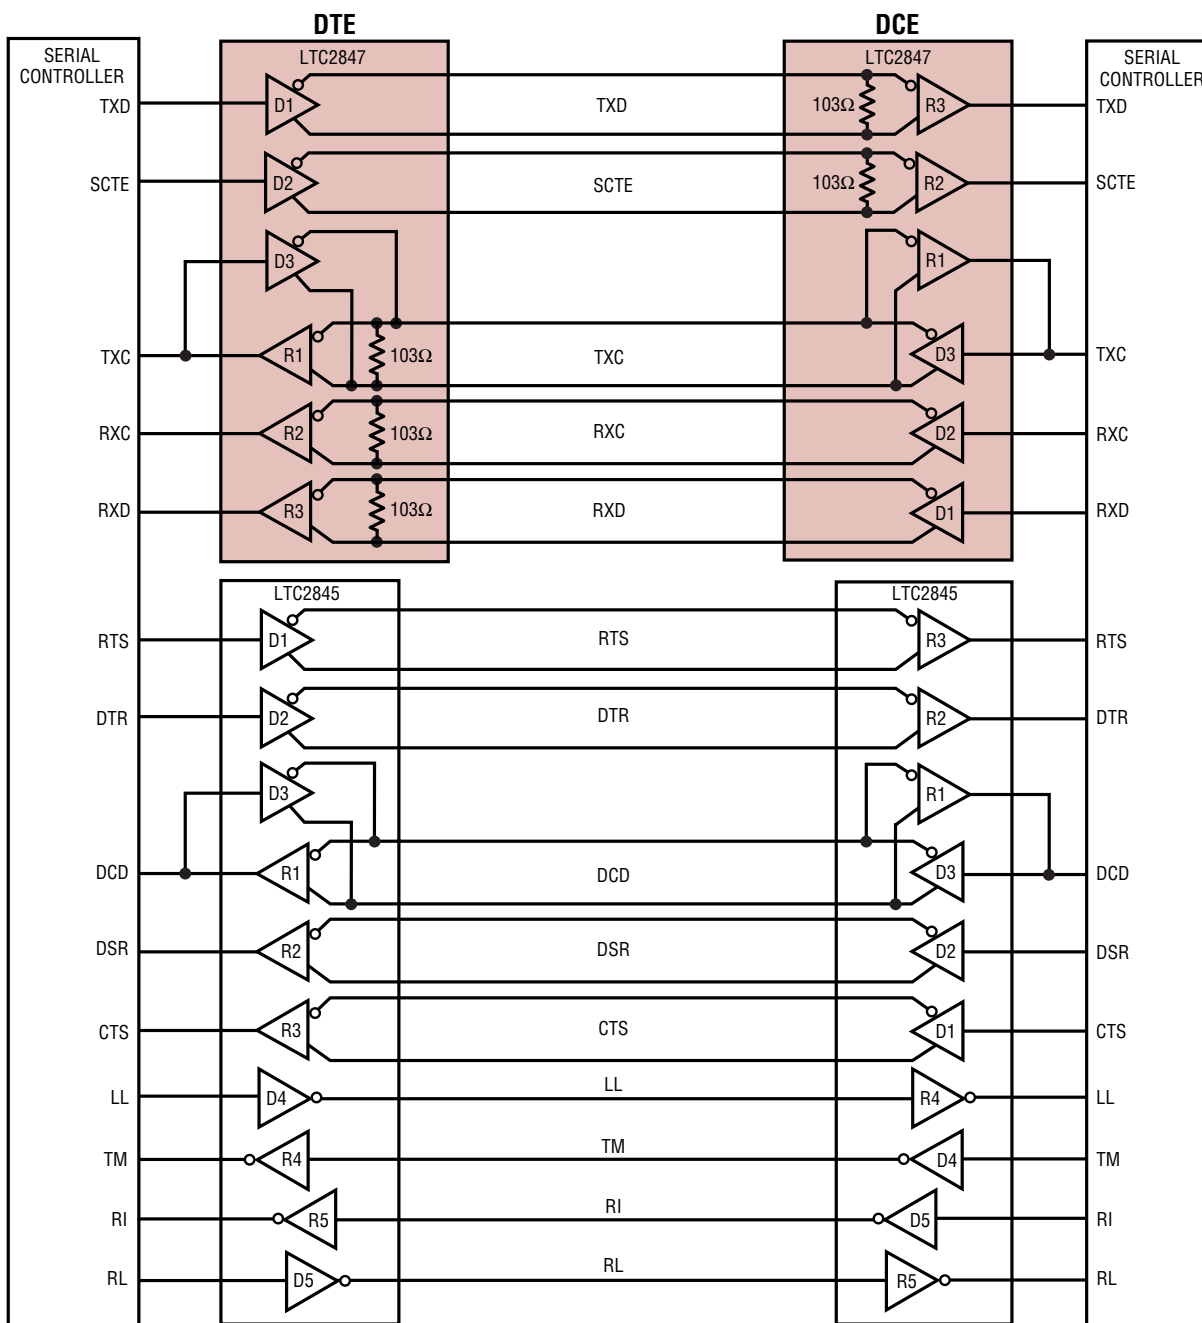 DTE
DCE
SERIAL
CONTROLLER
LTC2847
LTC2847
SERIAL
CONTROLLER
TXD
D1
TXD
103Ω
R3
TXD
SCTE
D2
SCTE
103Ω
R2
SCTE
D3
R1
TXC
R1
103Ω
TXC
D3
TXC
RXC
R2
103Ω
RXC
D2
RXC
RXD
R3
103Ω
RXD
D1
RXD
LTC2845
LTC2845
RTS
D1
RTS
R3
RTS
DTR
D2
DTR
R2
DTR
D3
R1
DCD
R1
DCD
D3
DCD
DSR
R2
DSR
D2
DSR
CTS
R3
CTS
D1
CTS
LL
D4
LL
R4
LL
TM
R4
TM
D4
TM
RI
R5
RI
D5
RI
RL
D5
RL
R5
RL